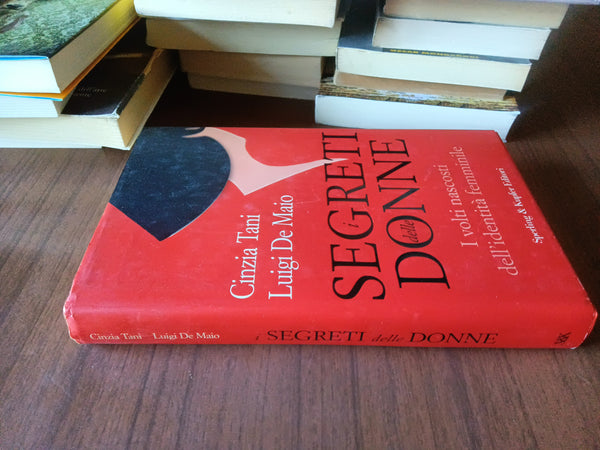 Cinzia Tani
Luigi De Maio
i
SEGRETI
delle
DONNE
I volti nascosti
dell'identità femminile
Sperling & Kupfer Editori
Cinzia Tani Luigi De Maio i SEGRETI delle DONNE